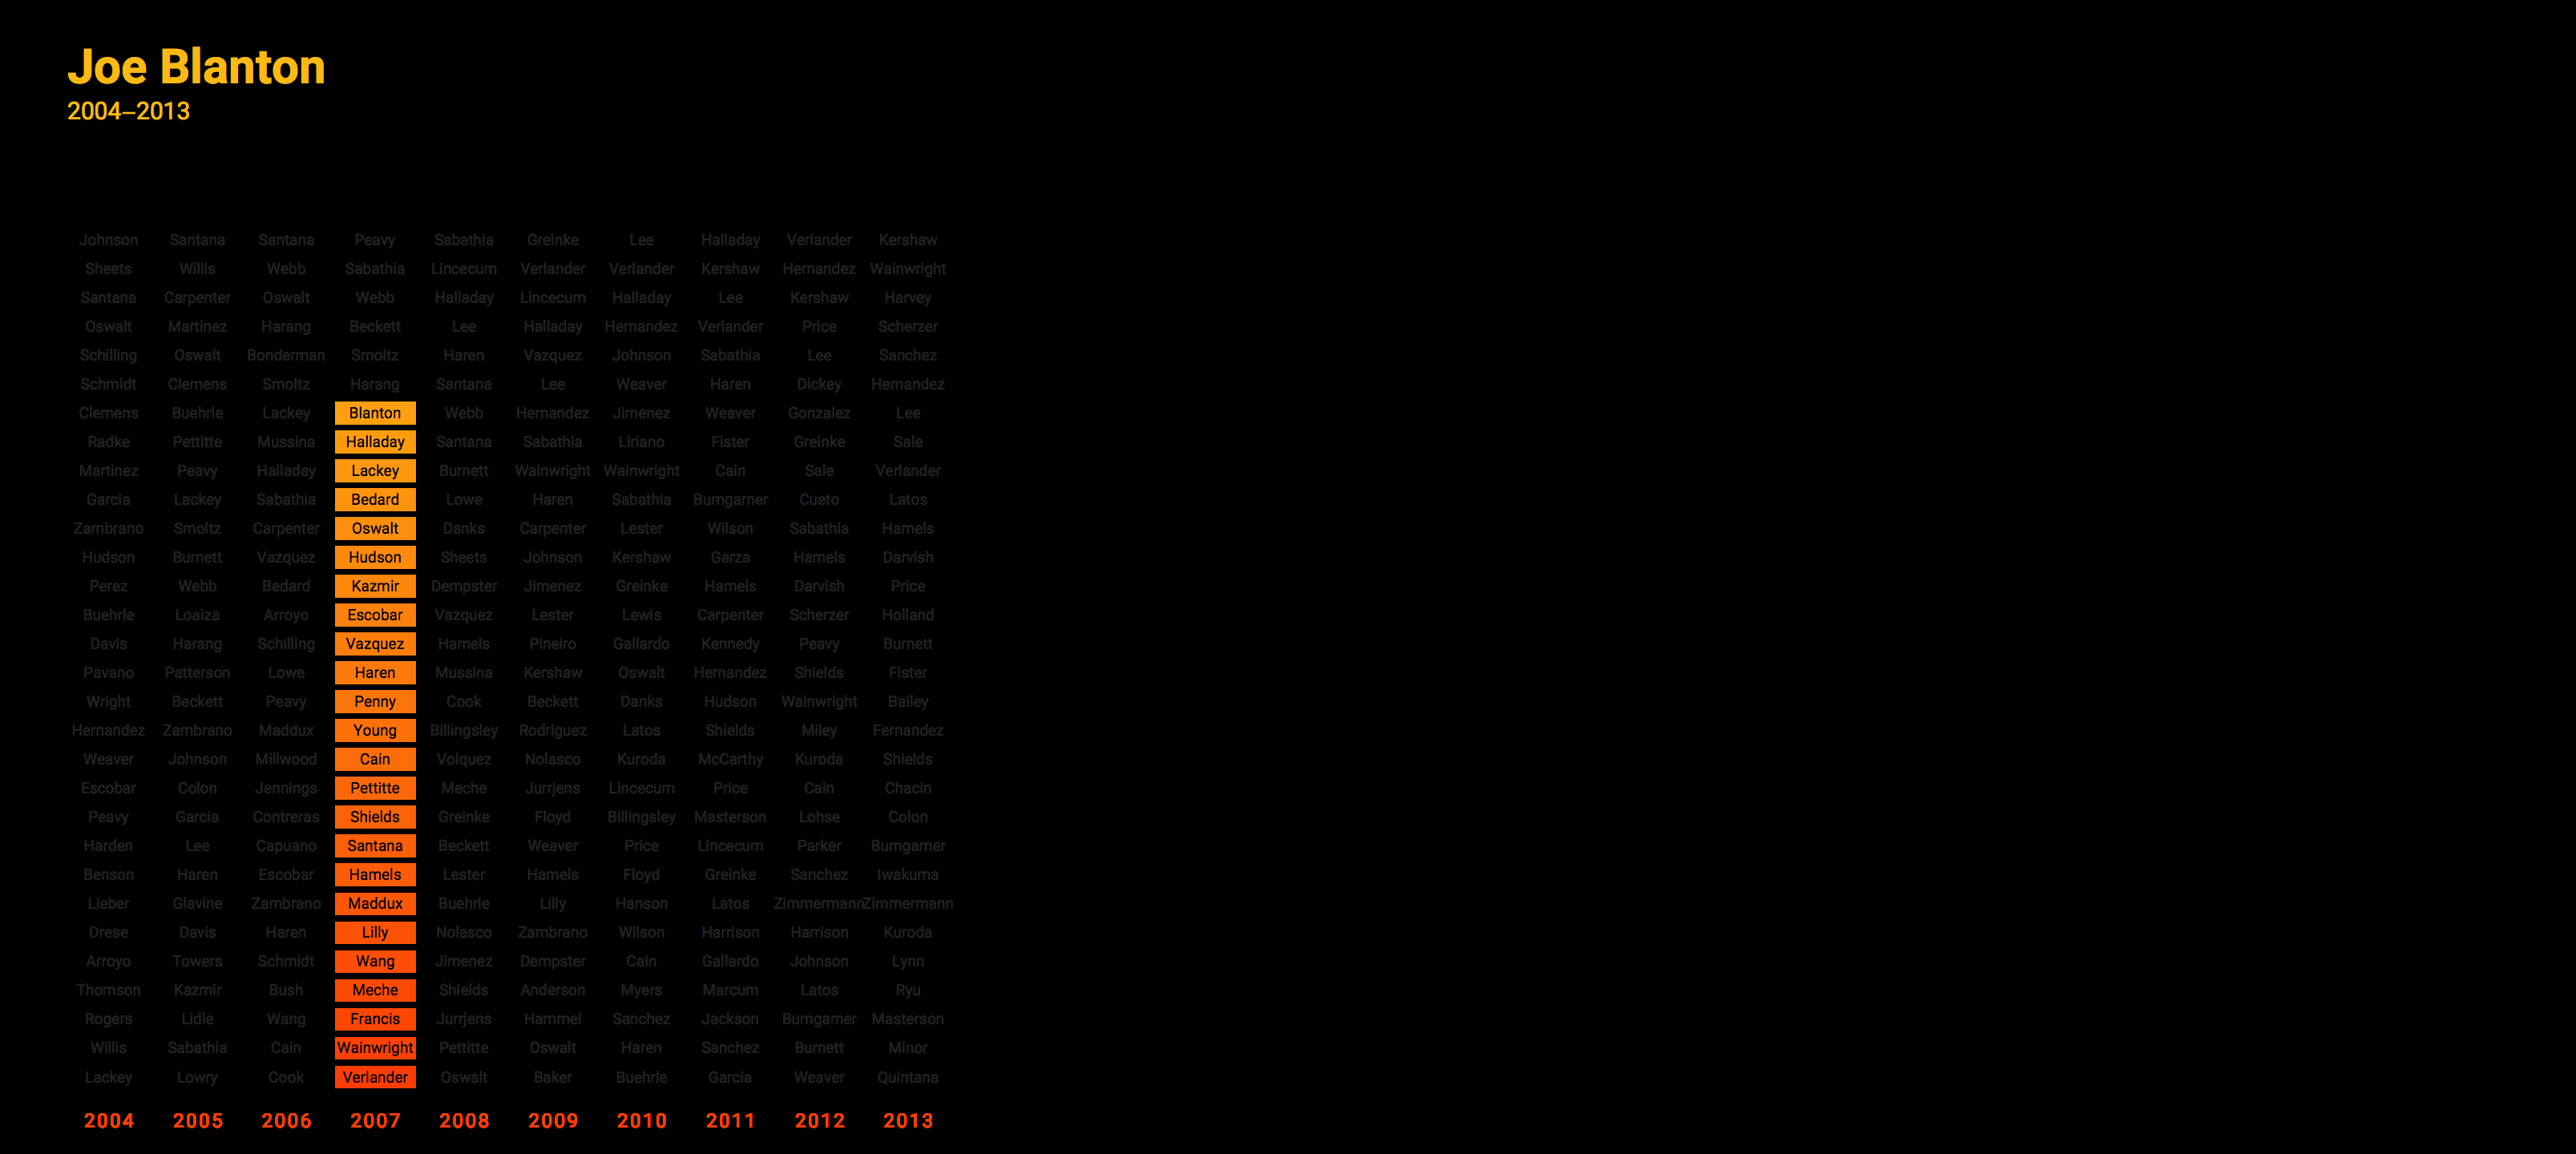 Joe Blanton
2004–2013
Johnson Santana Santana Peavy Sabathia Greinke Lee Halladay Verlander Kershaw
Sheets Willis Webb Sabathia Lincecum Verlander Verlander Kershaw Hernandez Wainwright
Santana Carpenter Oswalt Webb Halladay Lincecum Halladay Lee Kershaw Harvey
Oswalt Martinez Harang Beckett Lee Halladay Hernandez Verlander Price Scherzer
Schilling Oswalt Bonderman Smoltz Haren Vazquez Johnson Sabathia Lee Sanchez
Schmidt Clemens Smoltz Harang Santana Lee Weaver Haren Dickey Hernandez
Clemens Buehrle Lackey Blanton Webb Hernandez Jimenez Weaver Gonzalez Lee
Radke Pettitte Mussina Halladay Santana Sabathia Liriano Fister Greinke Sale
Martinez Peavy Halladay Lackey Burnett Wainwright Wainwright Cain Sale Verlander
Garcia Lackey Sabathia Bedard Lowe Haren Sabathia Bumgarner Cueto Latos
Zambrano Smoltz Carpenter Oswalt Danks Carpenter Lester Wilson Sabathia Hamels
Hudson Burnett Vazquez Hudson Sheets Johnson Kershaw Garza Hamels Darvish
Perez Webb Bedard Kazmir Dempster Jimenez Greinke Hamels Darvish Price
Buehrle Loaiza Arroyo Escobar Vazquez Lester Lewis Carpenter Scherzer Holland
Davis Harang Schilling Vazquez Hamels Pineiro Gallardo Kennedy Peavy Burnett
Pavano Patterson Lowe Haren Mussina Kershaw Oswalt Hernandez Shields Fister
Wright Beckett Peavy Penny Cook Beckett Danks Hudson Wainwright Bailey
Hernandez Zambrano Maddux Young Billingsley Rodriguez Latos Shields Miley Fernandez
Weaver Johnson Millwood Cain Volquez Nolasco Kuroda McCarthy Kuroda Shields
Escobar Colon Jennings Pettitte Meche Jurrjens Lincecum Price Cain Chacin
Peavy Garcia Contreras Shields Greinke Floyd Billingsley Masterson Lohse Colon
Harden Lee Capuano Santana Beckett Weaver Price Lincecum Parker Bumgarner
Benson Haren Escobar Hamels Lester Hamels Floyd Greinke Sanchez Iwakuma
Lieber Glavine Zambrano Maddux Buehrle Lilly Hanson Latos Zimmermann Zimmermann
Drese Davis Haren Lilly Nolasco Zambrano Wilson Harrison Harrison Kuroda
Arroyo Towers Schmidt Wang Jimenez Dempster Cain Gallardo Johnson Lynn
Thomson Kazmir Bush Meche Shields Anderson Myers Marcum Latos Ryu
Rogers Lidle Wang Francis Jurrjens Hammel Sanchez Jackson Bumgarner Masterson
Willis Sabathia Cain Wainwright Pettitte Oswalt Haren Sanchez Burnett Minor
Lackey Lowry Cook Verlander Oswalt Baker Buehrle Garcia Weaver Quintana
2004 2005 2006 2007 2008 2009 2010 2011 2012 2013